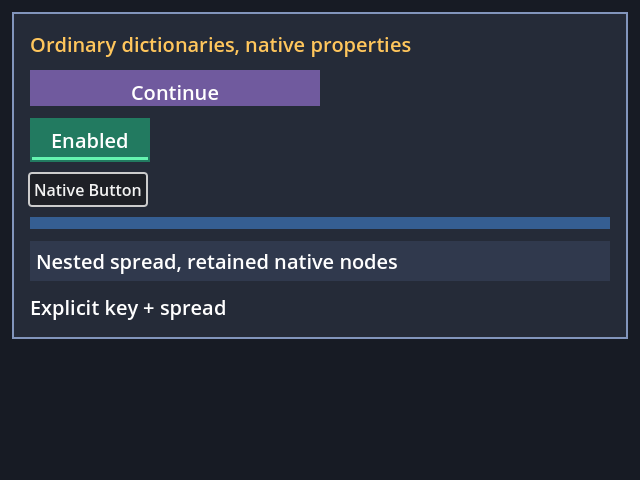 Ordinary dictionaries, native properties
Continue
Enabled
Native Button
Nested spread, retained native nodes
Explicit key + spread